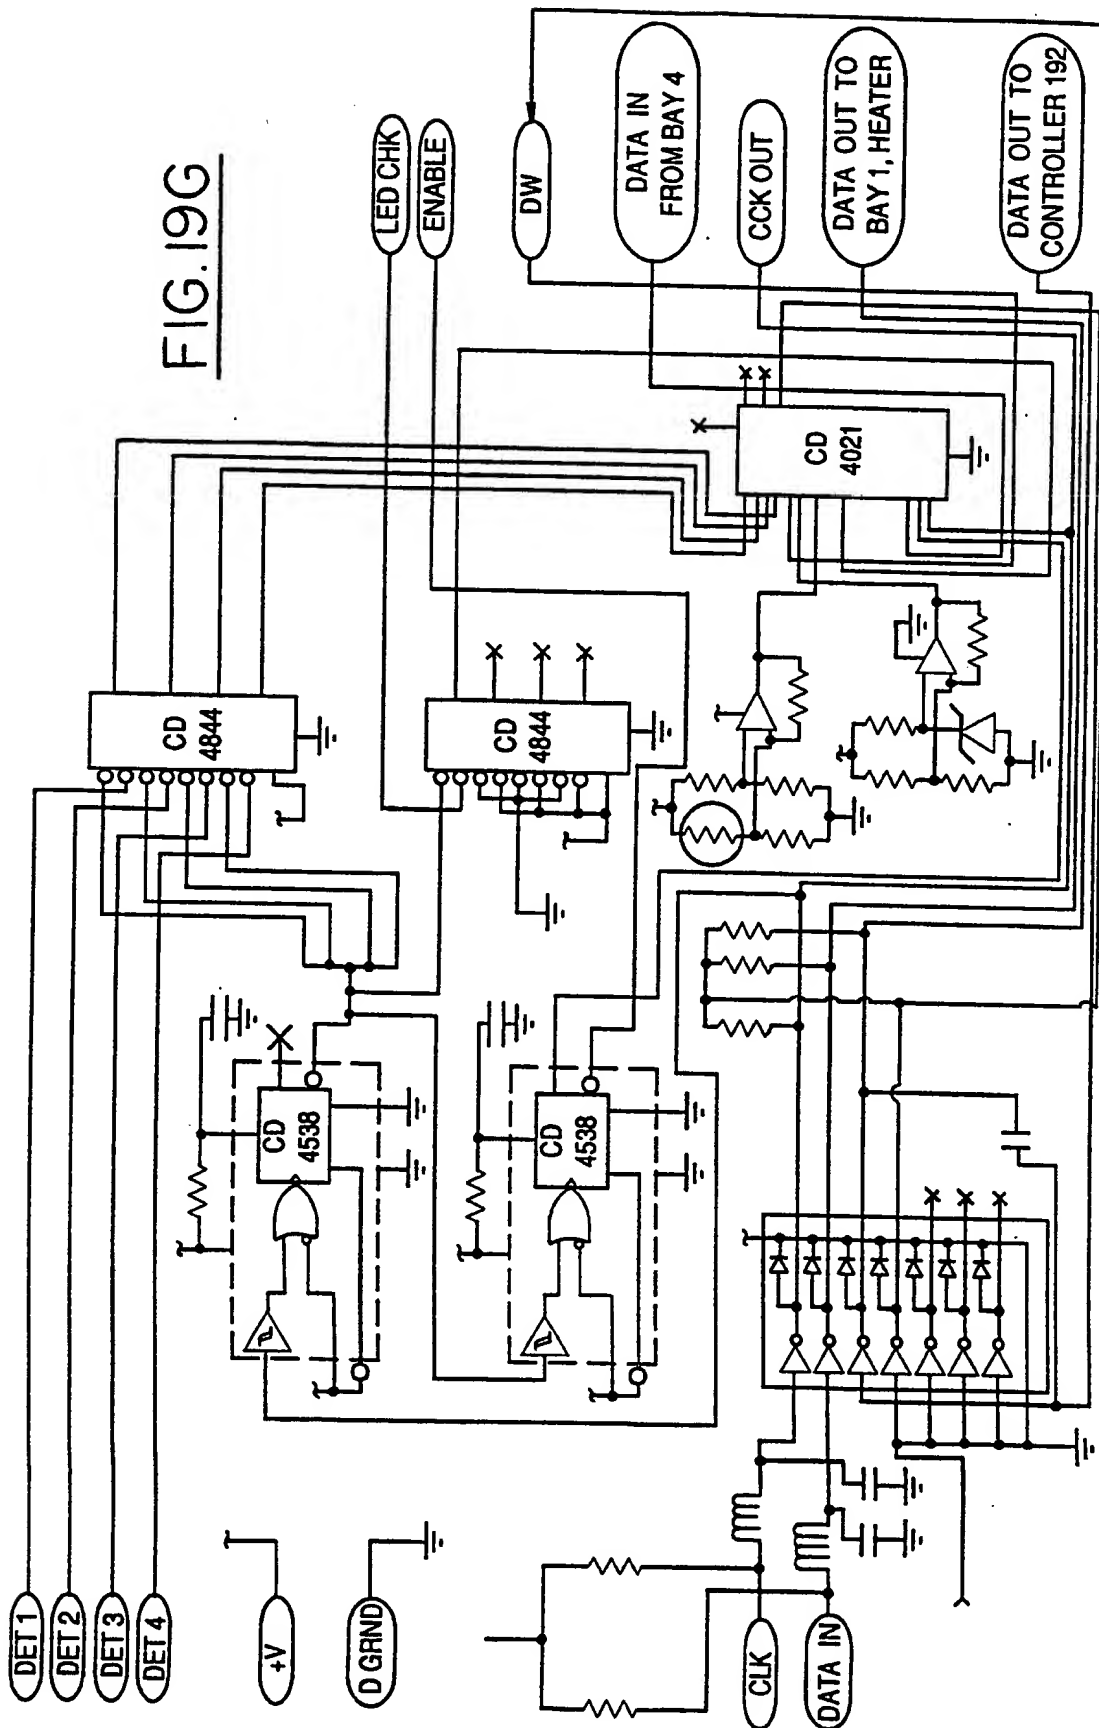 FIG. 19G
DET 1
DET 2
DET 3
DET 4
+V
D GRND
CLK
DATA IN
CD
4538
CD
4538
CD
4844
CD
4844
CD
4021
LED CHK
ENABLE
DW
DATA IN
FROM BAY 4
CCK OUT
DATA OUT TO
BAY 1, HEATER
DATA OUT TO
CONTROLLER 192